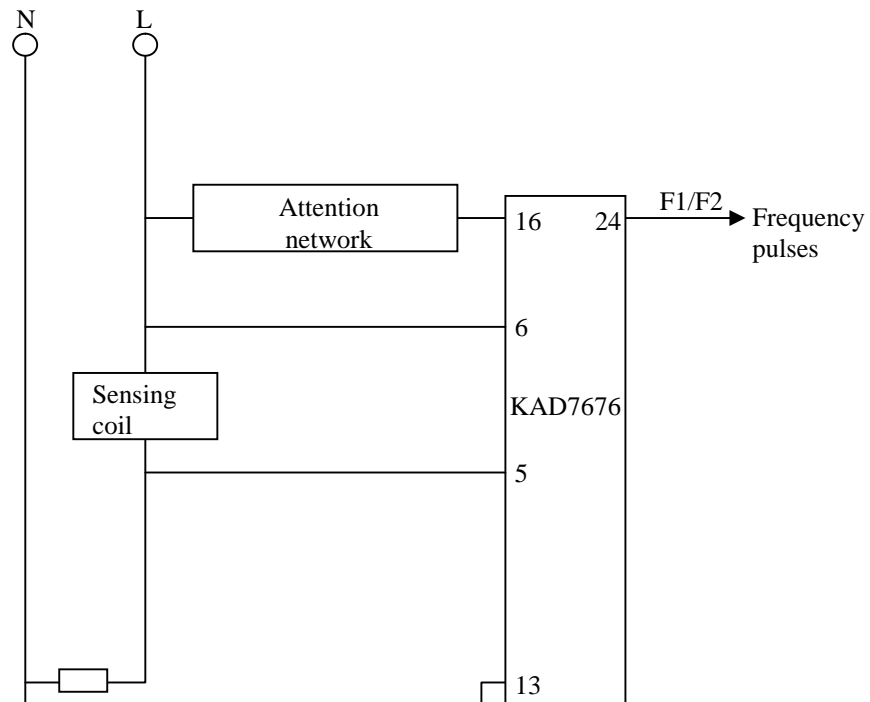 N L
Attention
network
16 24
F1/F2
Frequency
pulses
6
Sensing
coil
KAD7676
5
13